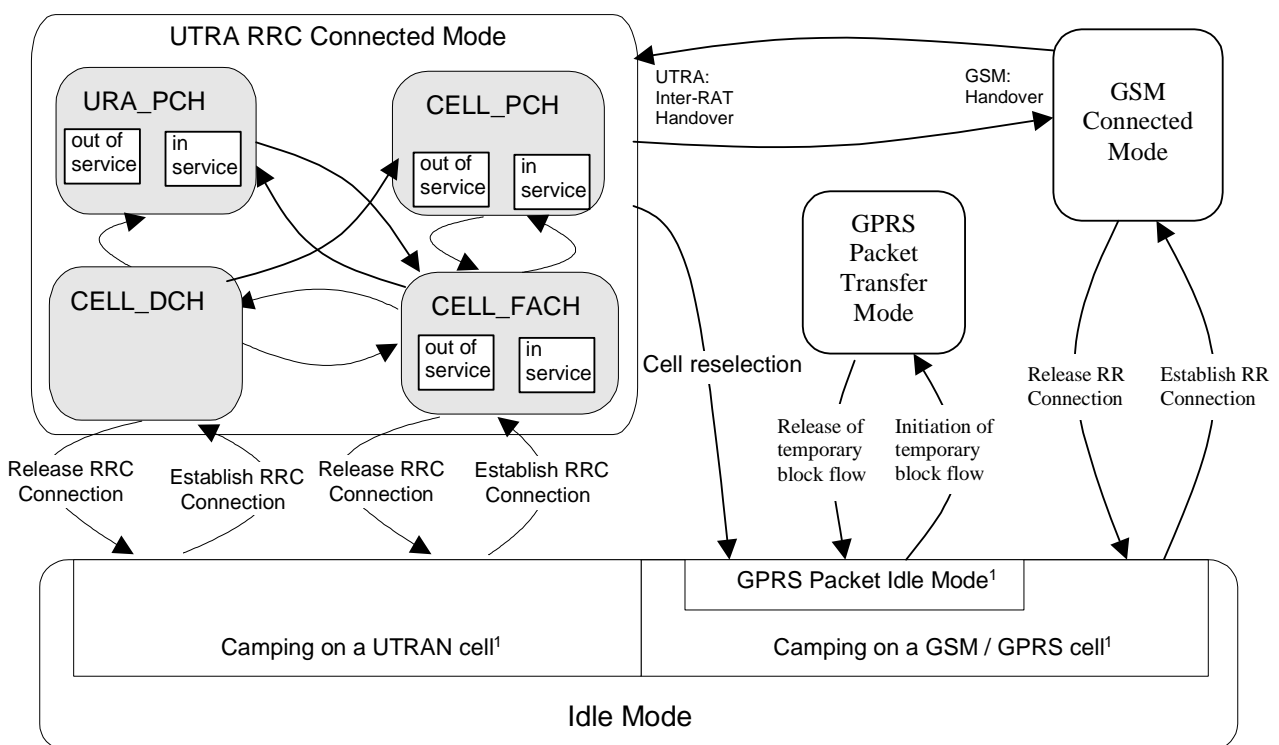 UTRA RRC Connected Mode
URA_PCH
out of
service
in
service
CELL_PCH
out of
service
in
service
UTRA:
Inter-RAT
Handover
GSM:
Handover
GSM
Connected
Mode
GPRS
Packet
Transfer
Mode
CELL_DCH
CELL_FACH
out of
service
in
service
Cell reselection
Release RR
Connection
Establish RR
Connection
Release of
temporary
block flow
Initiation of
temporary
block flow
Release RRC
Connection
Establish RRC
Connection
Release RRC
Connection
Establish RRC
Connection
GPRS Packet Idle Mode¹
Camping on a UTRAN cell¹
Camping on a GSM / GPRS cell¹
Idle Mode